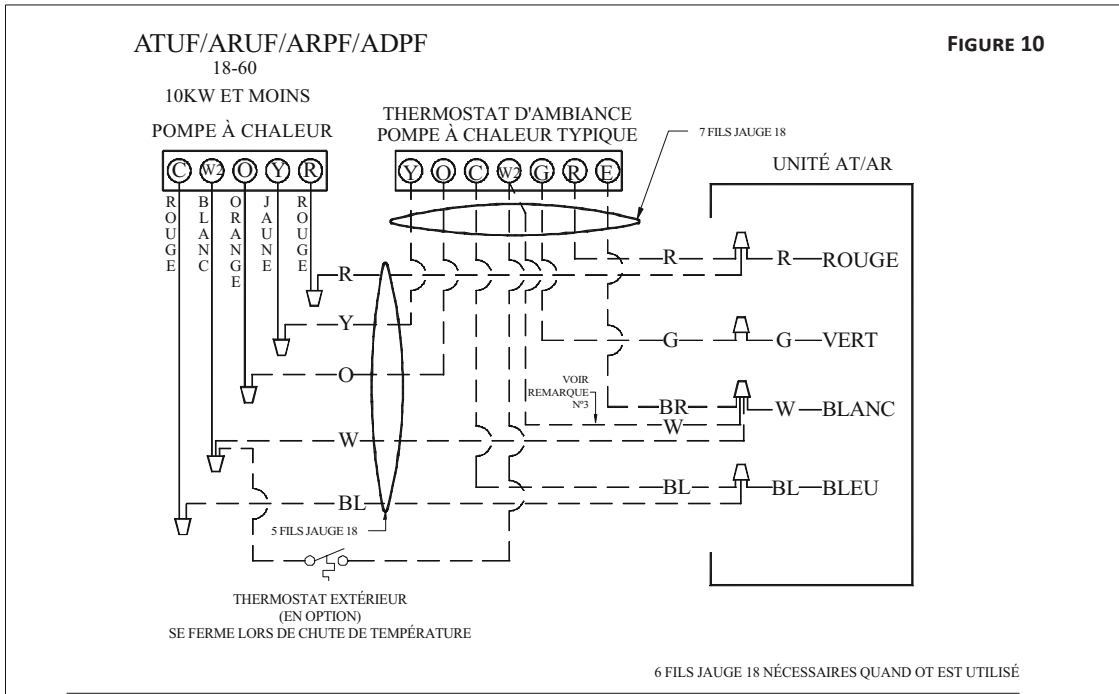 ATUF/ARUF/ARPF/ADPF
18-60
10KW ET MOINS
FIGURE 10
POMPE À CHALEUR
THERMOSTAT D'AMBIANCE
POMPE À CHALEUR TYPIQUE
7 FILS JAUGE 18
UNITÉ AT/AR
C W2 O Y R
Y O C W2 G R E
ROUGE
BLANC
ORANGE
JAUNE
ROUGE
R
R
R ROUGE
Y
G
G VERT
O
VOIR
REMARQUE
Nº3
BR
W
W BLANC
W
BL
BL BLEU
BL
5 FILS JAUGE 18
THERMOSTAT EXTÉRIEUR
(EN OPTION)
SE FERME LORS DE CHUTE DE TEMPÉRATURE
6 FILS JAUGE 18 NÉCESSAIRES QUAND OT EST UTILISÉ